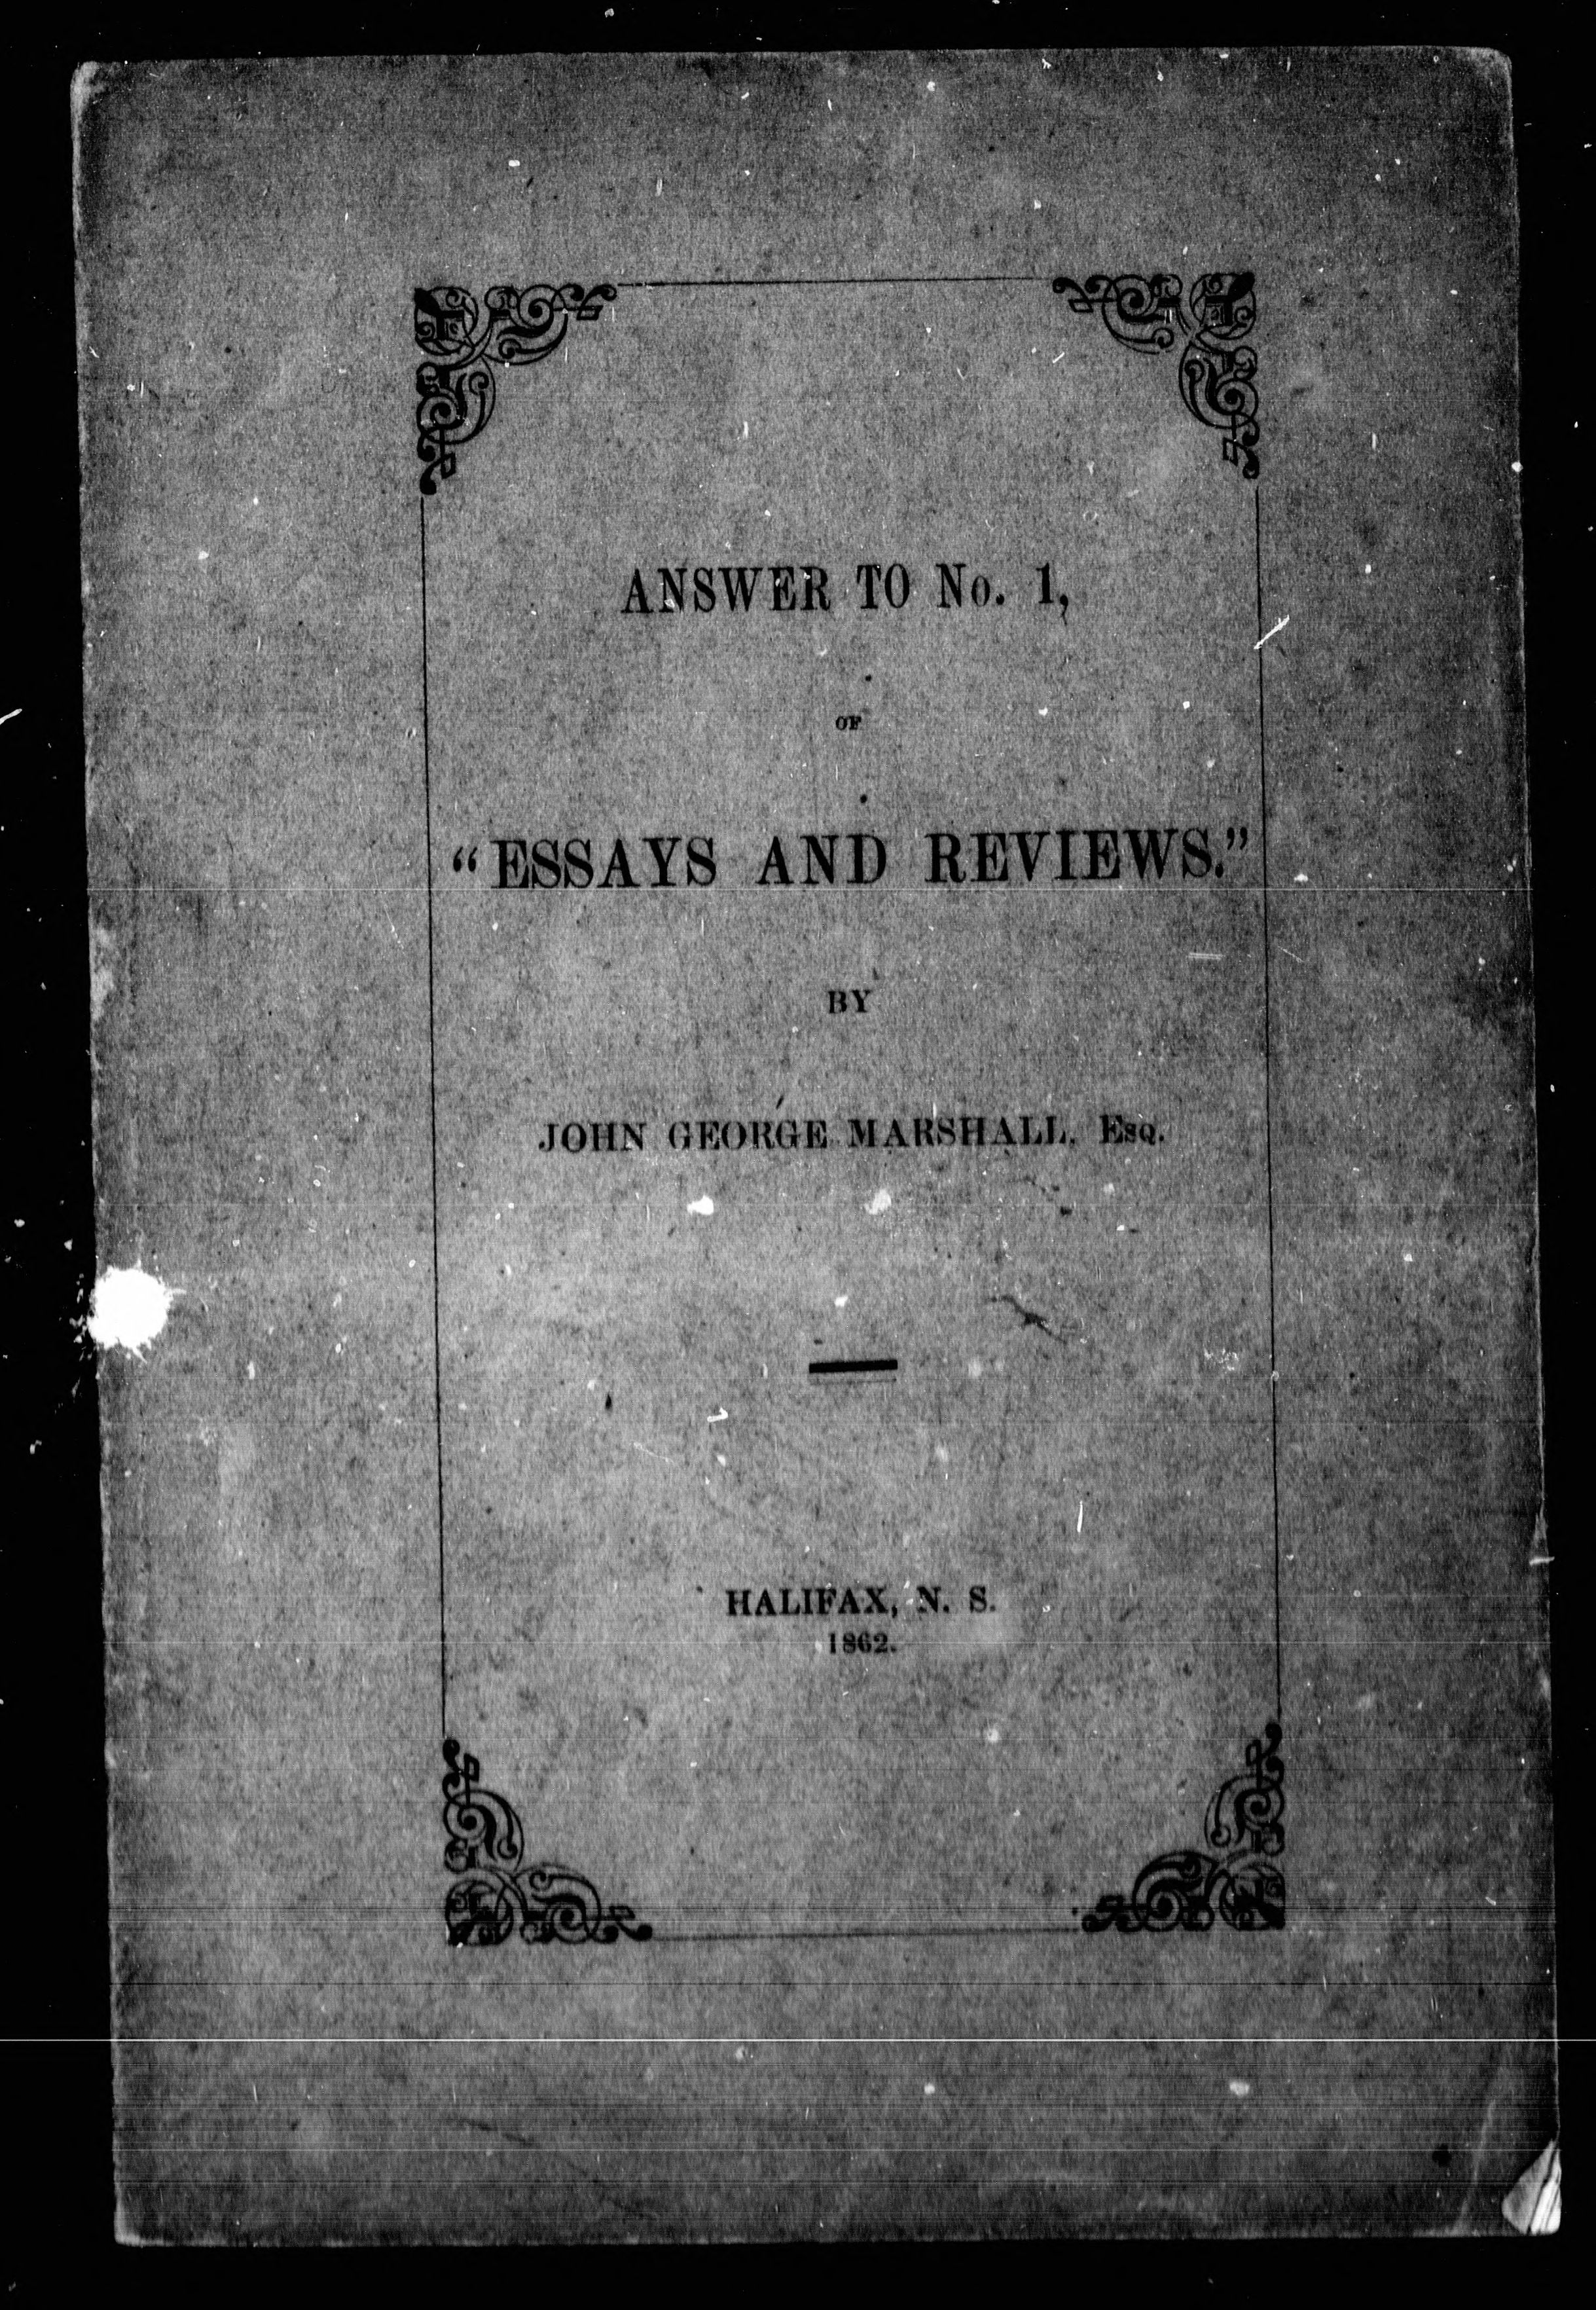 ANSWER TO No. 1,
OF
“ESSAYS AND REVIEWS.”
BY
JOHN GEORGE MARSHALL, Esq.
HALIFAX, N. S.
1862.